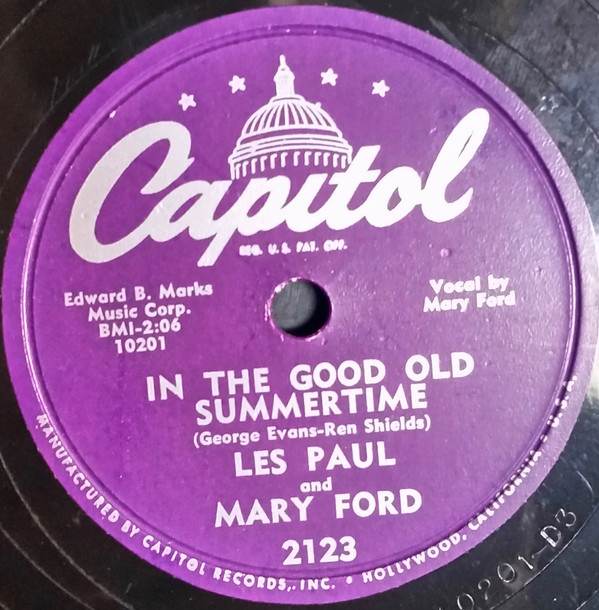 Capitol
REG. U.S. PAT. OFF.
Edward B. Marks
Music Corp.
BMI-2:06
10201
Vocal by
Mary Ford
IN THE GOOD OLD
SUMMERTIME
(George Evans-Ren Shields)
LES PAUL
and
MARY FORD
2123
MANUFACTURED BY CAPITOL RECORDS, INC. • HOLLYWOOD, CALIFORNIA • U.S.A.
10201-D3